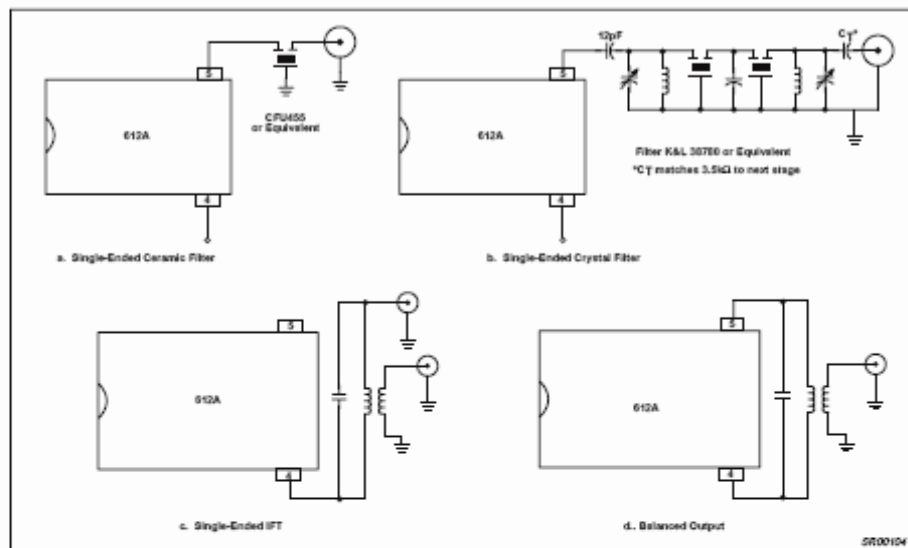 12pF
CT*
5
5
CFU455
or Equivalent
612A
612A
Filter K&L 38780 or Equivalent
*CT matches 3.5kΩ to next stage
4
4
a. Single-Ended Ceramic Filter
b. Single-Ended Crystal Filter
5
5
612A
612A
4
4
c. Single-Ended IFT
d.. Balanced Output
SR00104